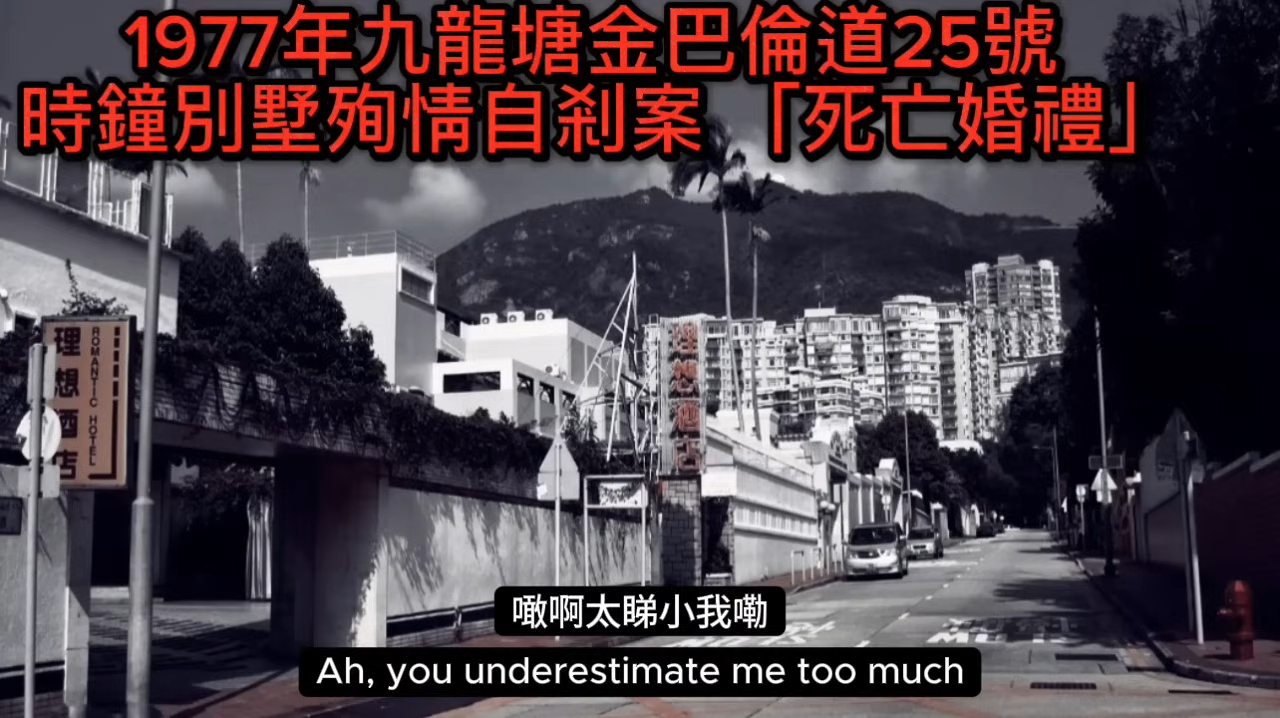 1977年九龍塘金巴倫道25號
時鐘別墅殉情自剎案 「死亡婚禮」
理想酒店
ROMANTIC HOTEL
理想酒店
噉啊太睇小我嘞
Ah, you underestimate me too much